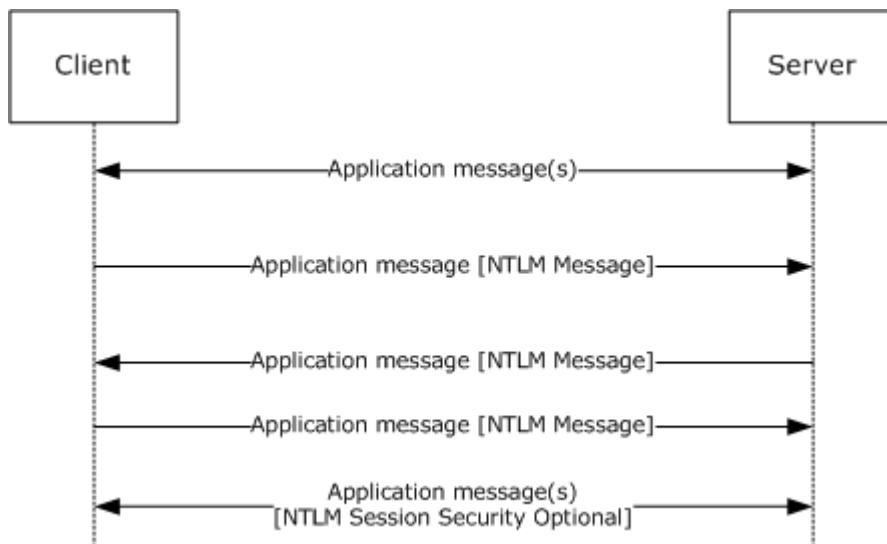 Client
Server
Application message(s)
Application message [NTLM Message]
Application message [NTLM Message]
Application message [NTLM Message]
Application message(s)
[NTLM Session Security Optional]